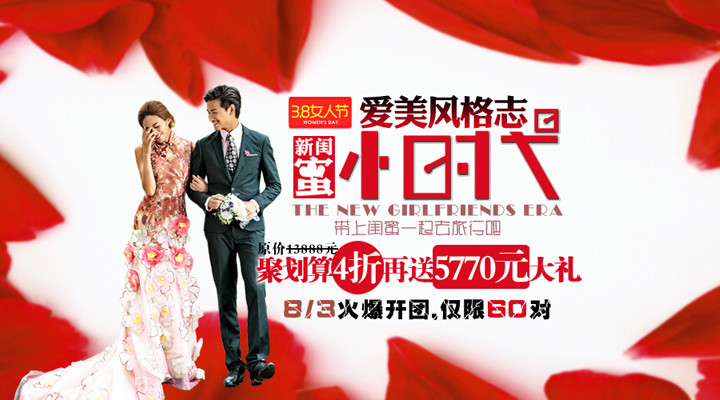 3.8女人节
WOMEN'S DAY
爱美风格志
新闺蜜
小时代
THE NEW GIRLFRIENDS ERA
带上闺蜜一起去旅行吧
原价13888元
聚划算4折再送5770元大礼
8/3火爆开团.仅限60对